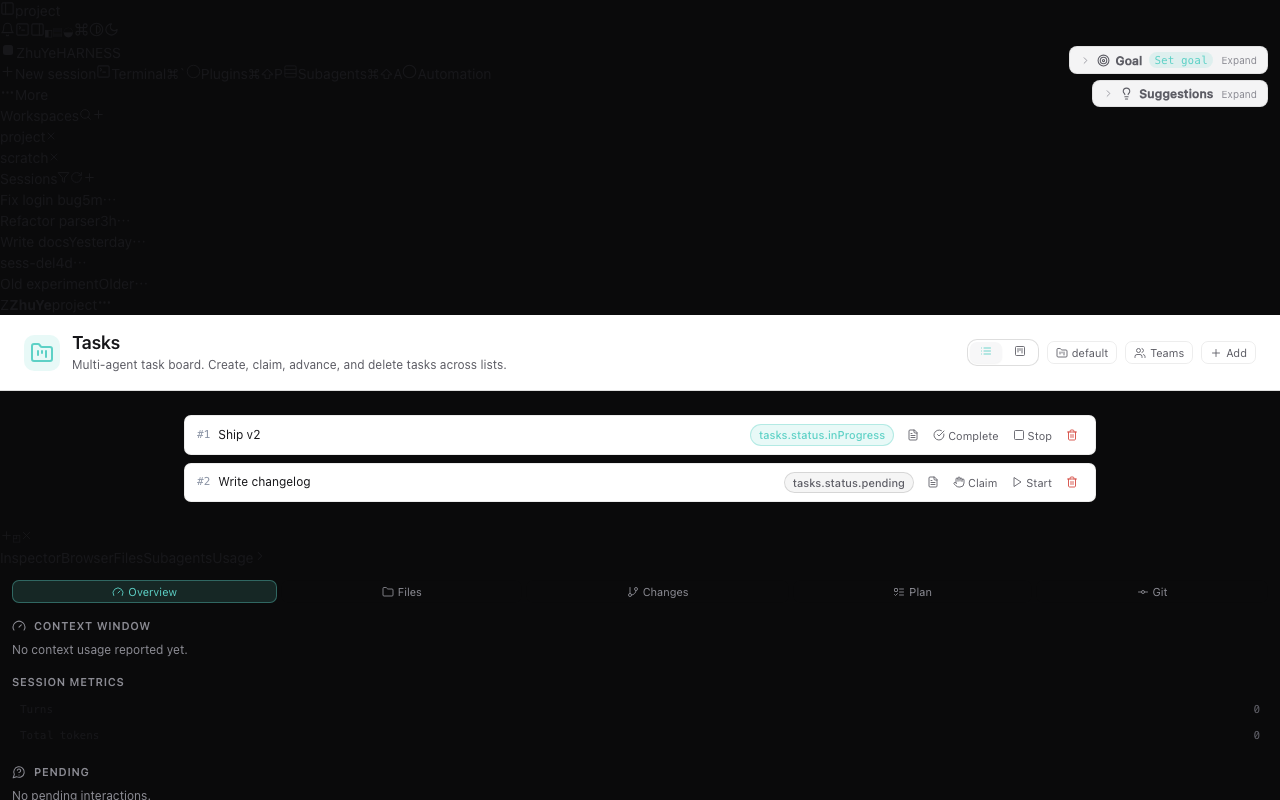 project
ZhuYeHARNESS
New session Terminal⌘ Plugins⌘◇P Subagents⌘◇A Automation
More
Workspaces
project
scratch
Sessions
Fix login bug5m
Refactor parser3h
Write docsYesterday
sess-del4d
Old experimentOlder
ZZhuYeproject
Goal Set goal Expand
Suggestions Expand
Tasks
Multi-agent task board. Create, claim, advance, and delete tasks across lists.
default Teams Add
#1 Ship v2 tasks.status.inProgress Complete Stop
#2 Write changelog tasks.status.pending Claim Start
InspectorBrowserFilesSubagentsUsage
Overview Files Changes Plan Git
CONTEXT WINDOW
No context usage reported yet.
SESSION METRICS
Turns 0
Total tokens 0
PENDING
No pending interactions.